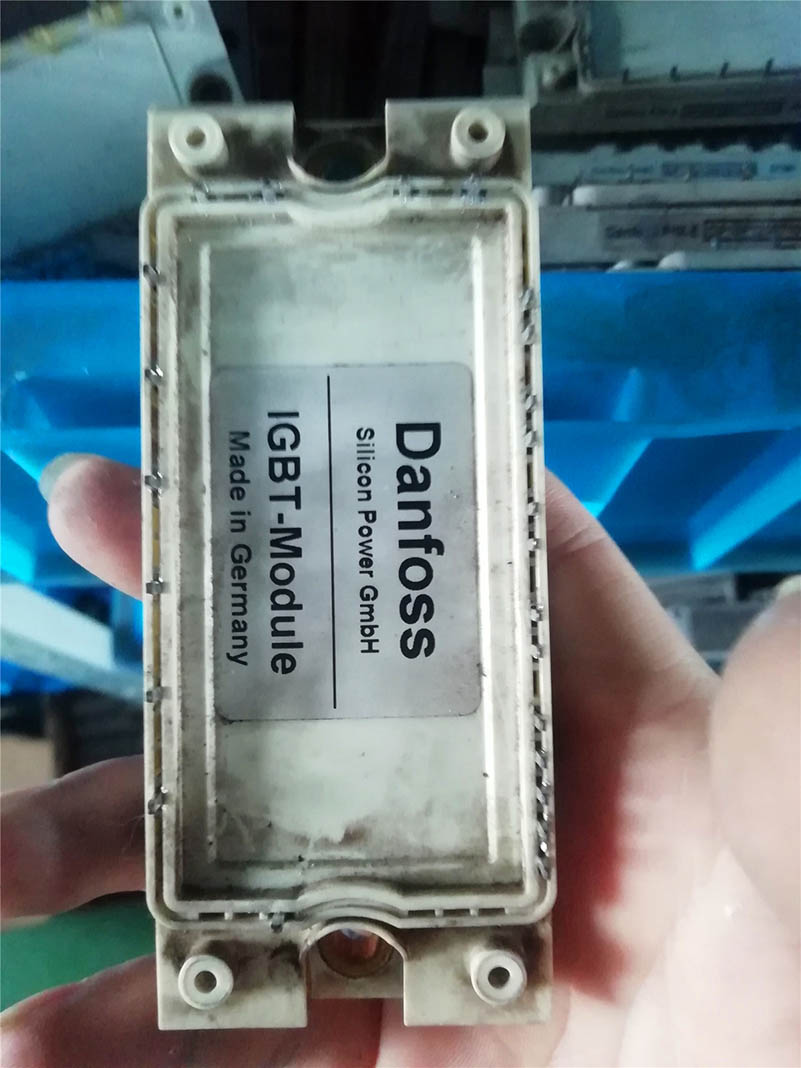 Danfoss
Silicon Power GmbH
IGBT-Module
Made in Germany